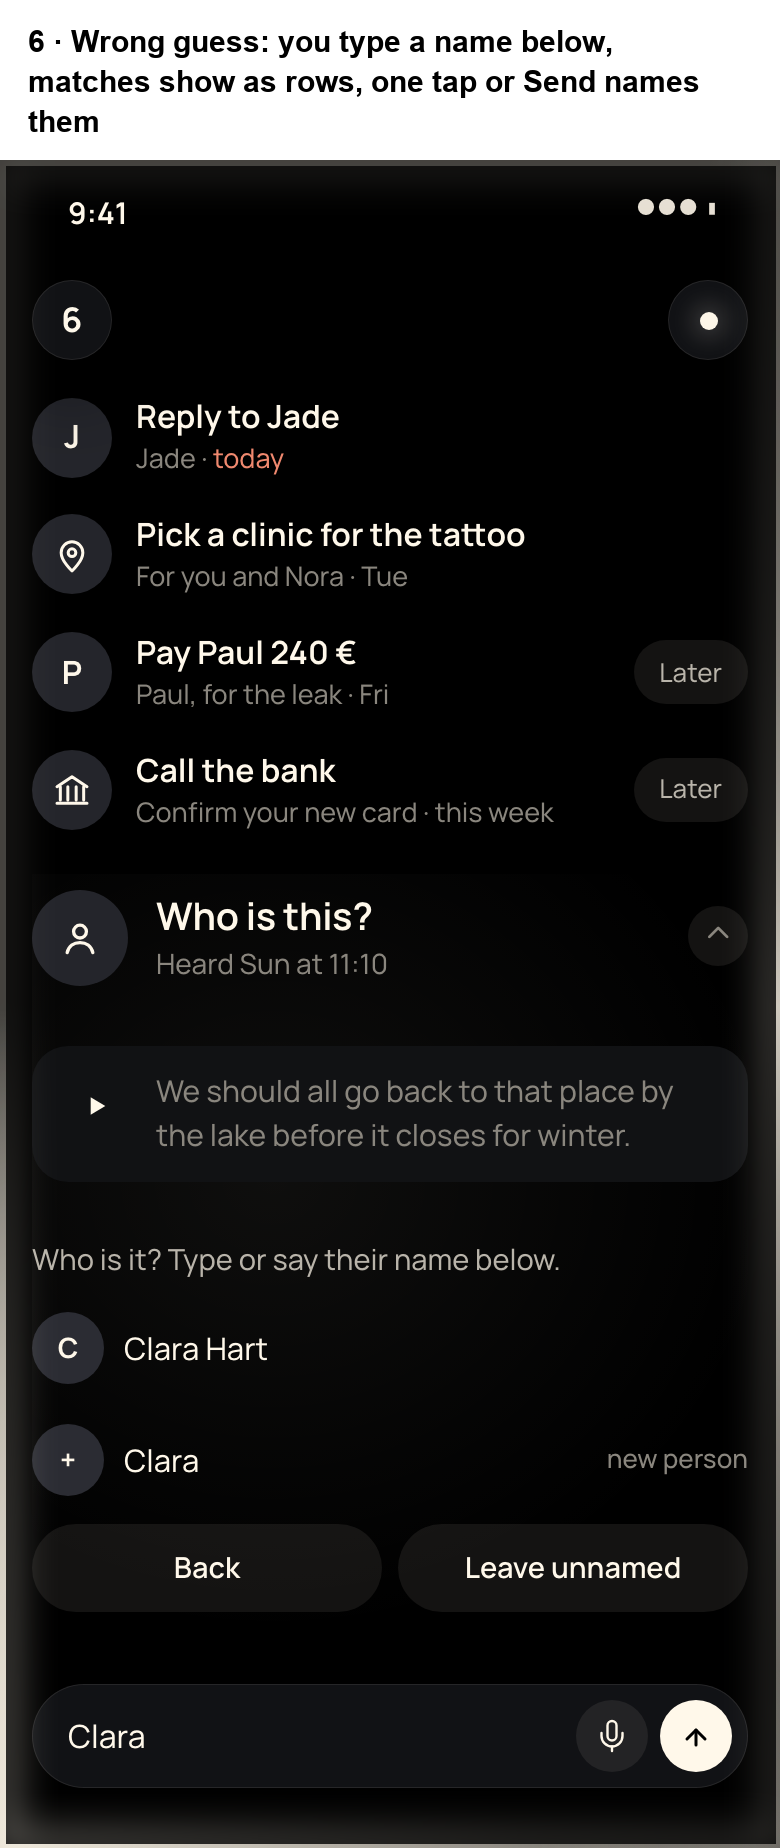 6 · Wrong guess: you type a name below,
matches show as rows, one tap or Send names
them
9:41
6
J
Reply to Jade
Jade · today
Pick a clinic for the tattoo
For you and Nora · Tue
P
Pay Paul 240 €
Paul, for the leak · Fri
Later
Call the bank
Confirm your new card · this week
Later
Who is this?
Heard Sun at 11:10
We should all go back to that place by
the lake before it closes for winter.
Who is it? Type or say their name below.
C
Clara Hart
+
Clara
new person
Back
Leave unnamed
Clara